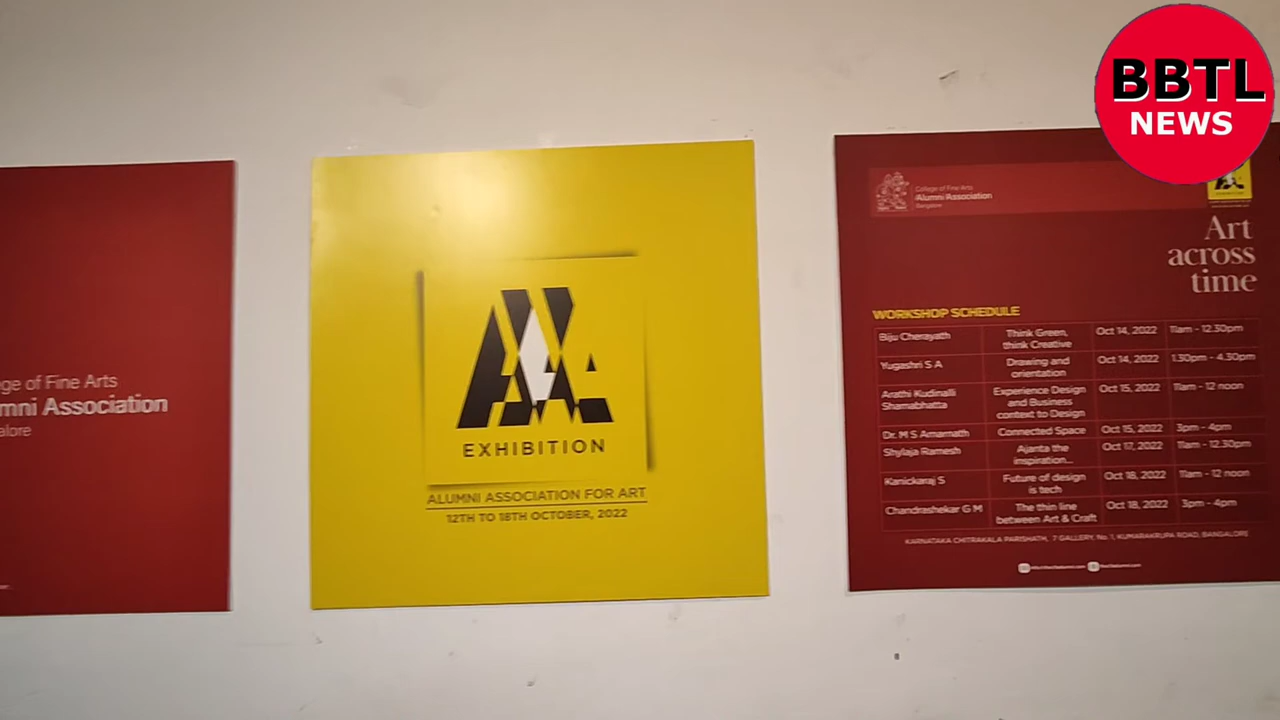 BBTL
NEWS
ge of Fine Arts
mni Association
alore
AAA
EXHIBITION
ALUMNI ASSOCIATION FOR ART
12TH TO 18TH OCTOBER, 2022
College of Fine Arts
Alumni Association
Bangalore
Art
across
time
WORKSHOP SCHEDULE
Biju Cherayath Think Green, think Creative Oct 14, 2022 11am - 12.30pm
Yugashri S A Drawing and orientation Oct 14, 2022 1.30pm - 4.30pm
Arathi Kudinalli Shamabhatta Experience Design and Business context to Design Oct 15, 2022 11am - 12 noon
Dr. M S Amarnath Connected Space Oct 15, 2022 3pm - 4pm
Shylaja Ramesh Ajanta the inspiration... Oct 17, 2022 11am - 12.30pm
Kanickaraj S Future of design is tech Oct 18, 2022 11am - 12 noon
Chandrashekar G M The thin line between Art & Craft Oct 18, 2022 3pm - 4pm
KARNATAKA CHITRAKALA PARISHATH, 7 GALLERY, No. 1, KUMARAKRUPA ROAD, BANGALORE